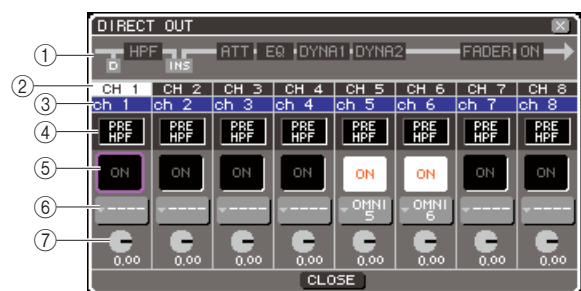 DIRECT OUT
① HPF ATT EQ DYNA1 DYNA2 FADER ON
D INS
② CH 1 CH 2 CH 3 CH 4 CH 5 CH 6 CH 7 CH 8
③ ch 1 ch 2 ch 3 ch 4 ch 5 ch 6 ch 7 ch 8
④ PRE HPF PRE HPF PRE HPF PRE HPF PRE HPF PRE HPF PRE HPF PRE HPF
⑤ ON ON ON ON ON ON ON ON
⑥ ---- ---- ---- ---- OMNI 5 OMNI 6 ---- ----
⑦ 0.00 0.00 0.00 0.00 0.00 0.00 0.00 0.00
CLOSE